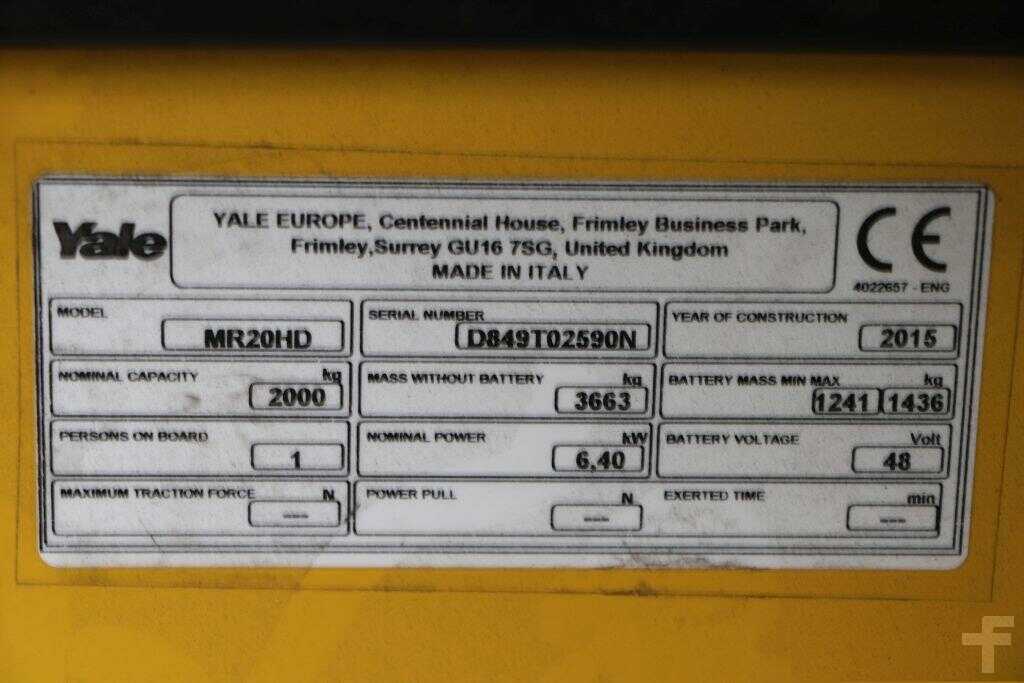 Yale
YALE EUROPE, Centennial House, Frimley Business Park,
Frimley,Surrey GU16 7SG, United Kingdom
MADE IN ITALY
CE
4022657 - ENG
MODEL MR20HD
SERIAL NUMBER D849T02590N
YEAR OF CONSTRUCTION 2015
NOMINAL CAPACITY kg 2000
MASS WITHOUT BATTERY kg 3663
BATTERY MASS MIN MAX kg 1241 1436
PERSONS ON BOARD 1
NOMINAL POWER kW 6,40
BATTERY VOLTAGE Volt 48
MAXIMUM TRACTION FORCE N ---
POWER PULL N ---
EXERTED TIME min ---